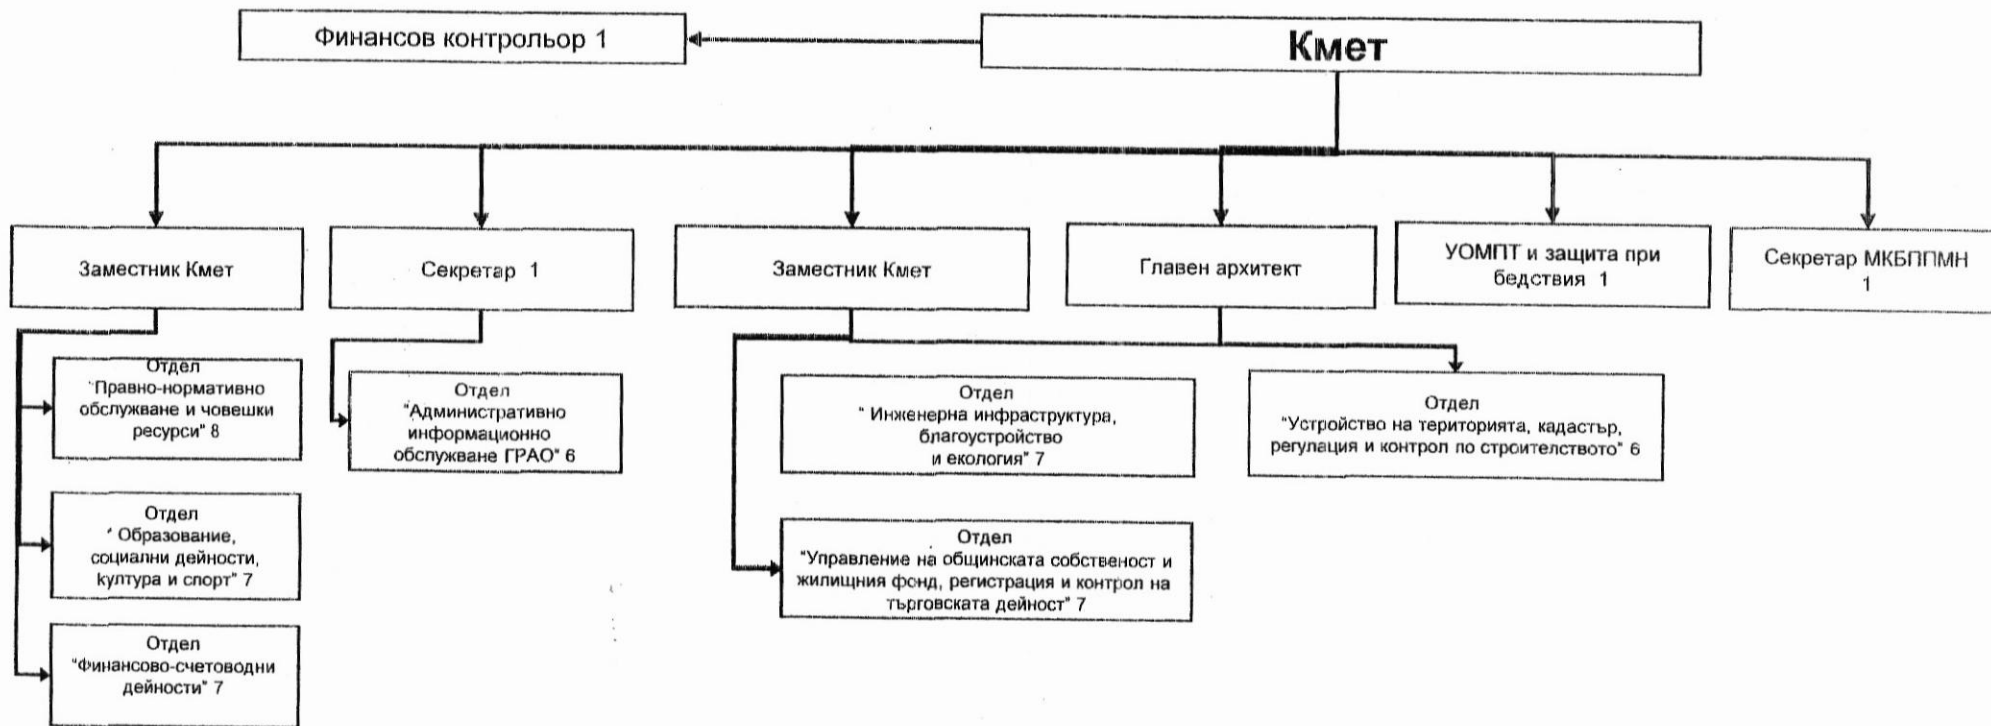 Финансов контрольор 1
Кмет
Заместник Кмет
Секретар 1
Заместник Кмет
Главен архитект
УОМПТ и защита при
бедствия 1
Секретар МКБППМН
1
Отдел
"Правно-нормативно
обслужване и човешки
ресурси" 8
Отдел
"Административно
информационно
обслужване ГРАО" 6
Отдел
" Инженерна инфраструктура,
благоустройство
и екология" 7
Отдел
"Устройство на територията, кадастър,
регулация и контрол по строителството" 6
Отдел
" Образование,
социални дейности,
култура и спорт" 7
Отдел
"Управление на общинската собственост и
жилищния фонд, регистрация и контрол на
търговската дейност" 7
Отдел
"Финансово-счетоводни
дейности" 7